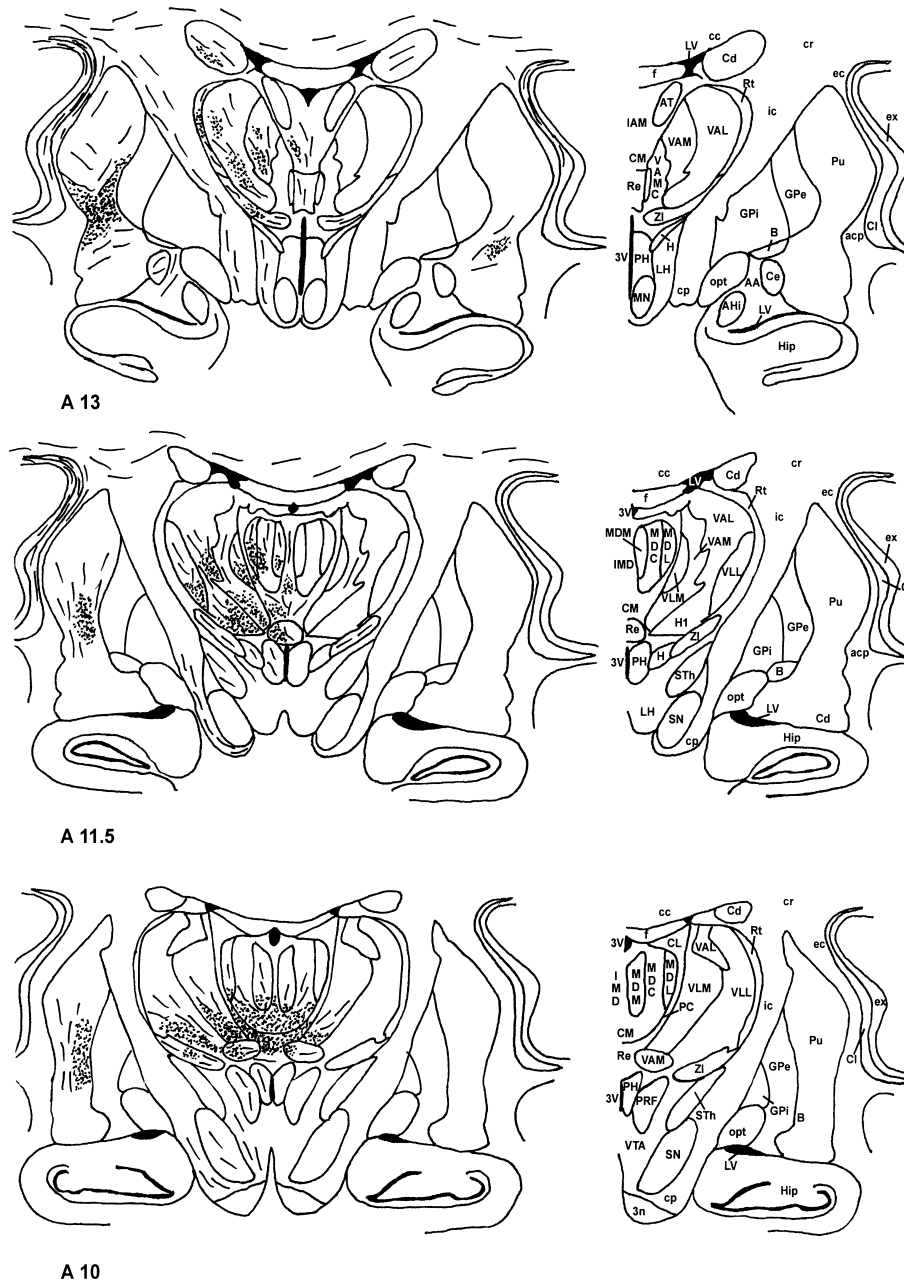 LV cc cr
Cd
f ec
Rt
AT ic ex
IAM
VAM VAL
CM V A M C Pu
Re GPe
ZI GPi
H B Cl
3V PH acp
LH AA Ce
MN cp opt
AHi LV
Hip
A 13
cc cr
LV Cd
f Rt ec
3V VAL ic
MDM M D C M D L VAM ex
IMD VLL
VLM Pu
CM H1 GPe
Re ZI
3V PH H GPi acp
STh B
opt
LH SN LV Cd
cp Hip
A 11.5
cc Cd cr
f Rt
3V CL VAL ec
I M D M D M M D C M D L VLM VLL ic ex
PC
CM Pu
Re VAM Cl
ZI GPe
PH
3V PRF GPi
STh B
VTA opt
SN LV
cp Hip
3n
A 10